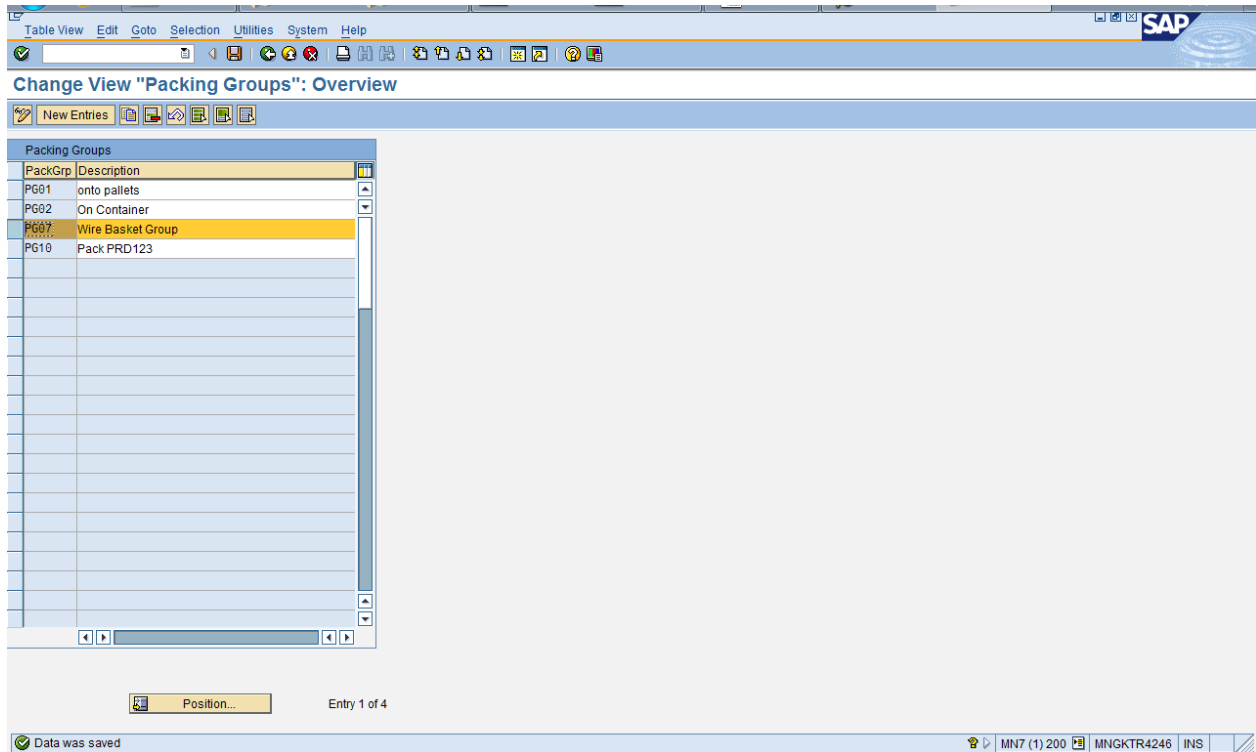 Table View Edit Goto Selection Utilities System Help
SAP
Change View "Packing Groups": Overview
New Entries
Packing Groups
PackGrp Description
PG01 onto pallets
PG02 On Container
PG07 Wire Basket Group
PG10 Pack PRD123
Position... Entry 1 of 4
Data was saved MN7 (1) 200 MNGKTR4246 INS